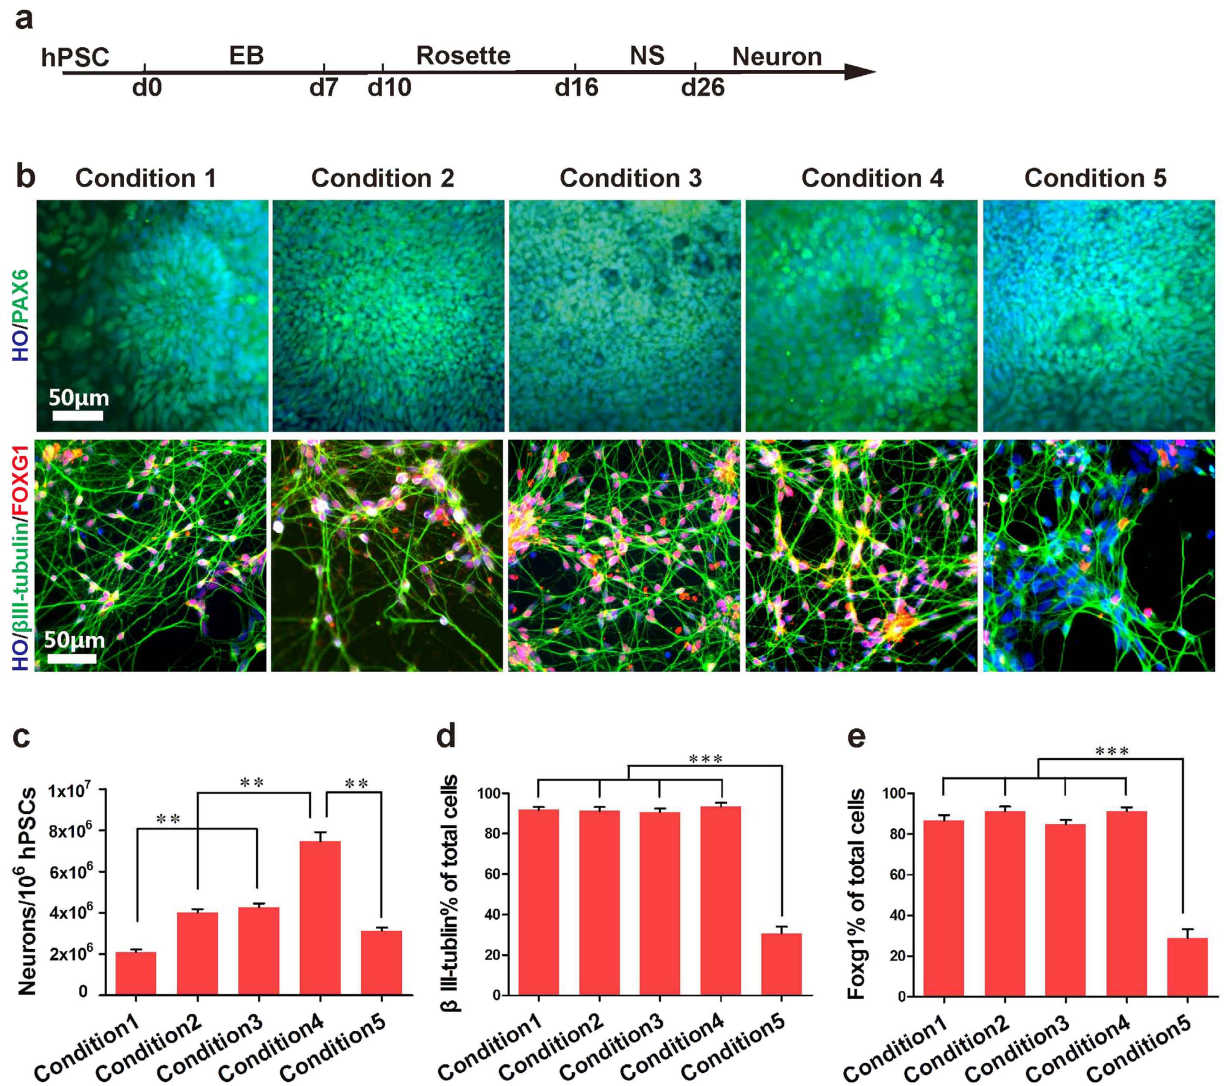 a
hPSC EB Rosette NS Neuron
d0 d7 d10 d16 d26
b
Condition 1 Condition 2 Condition 3 Condition 4 Condition 5
HO/PAX6
50μm
HO/βIII-tubulin/FOXG1
50μm
c
Neurons/10⁶ hPSCs
1x10⁷
8x10⁶
6x10⁶
4x10⁶
2x10⁶
0
** ** **
Condition1 Condition2 Condition3 Condition4 Condition5
d
β III-tublin% of total cells
100
80
60
40
20
0
***
Condition1 Condition2 Condition3 Condition4 Condition5
e
Foxg1% of total cells
100
80
60
40
20
0
***
Condition1 Condition2 Condition3 Condition4 Condition5